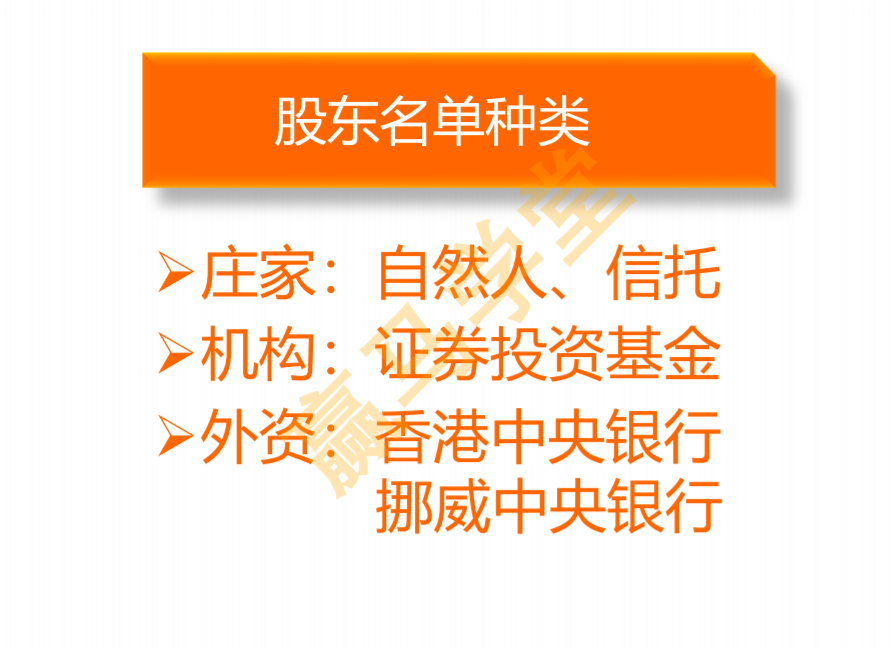 股东名单种类
➢庄家：自然人、信托
➢机构：证券投资基金
➢外资：香港中央银行
挪威中央银行
赢马学堂